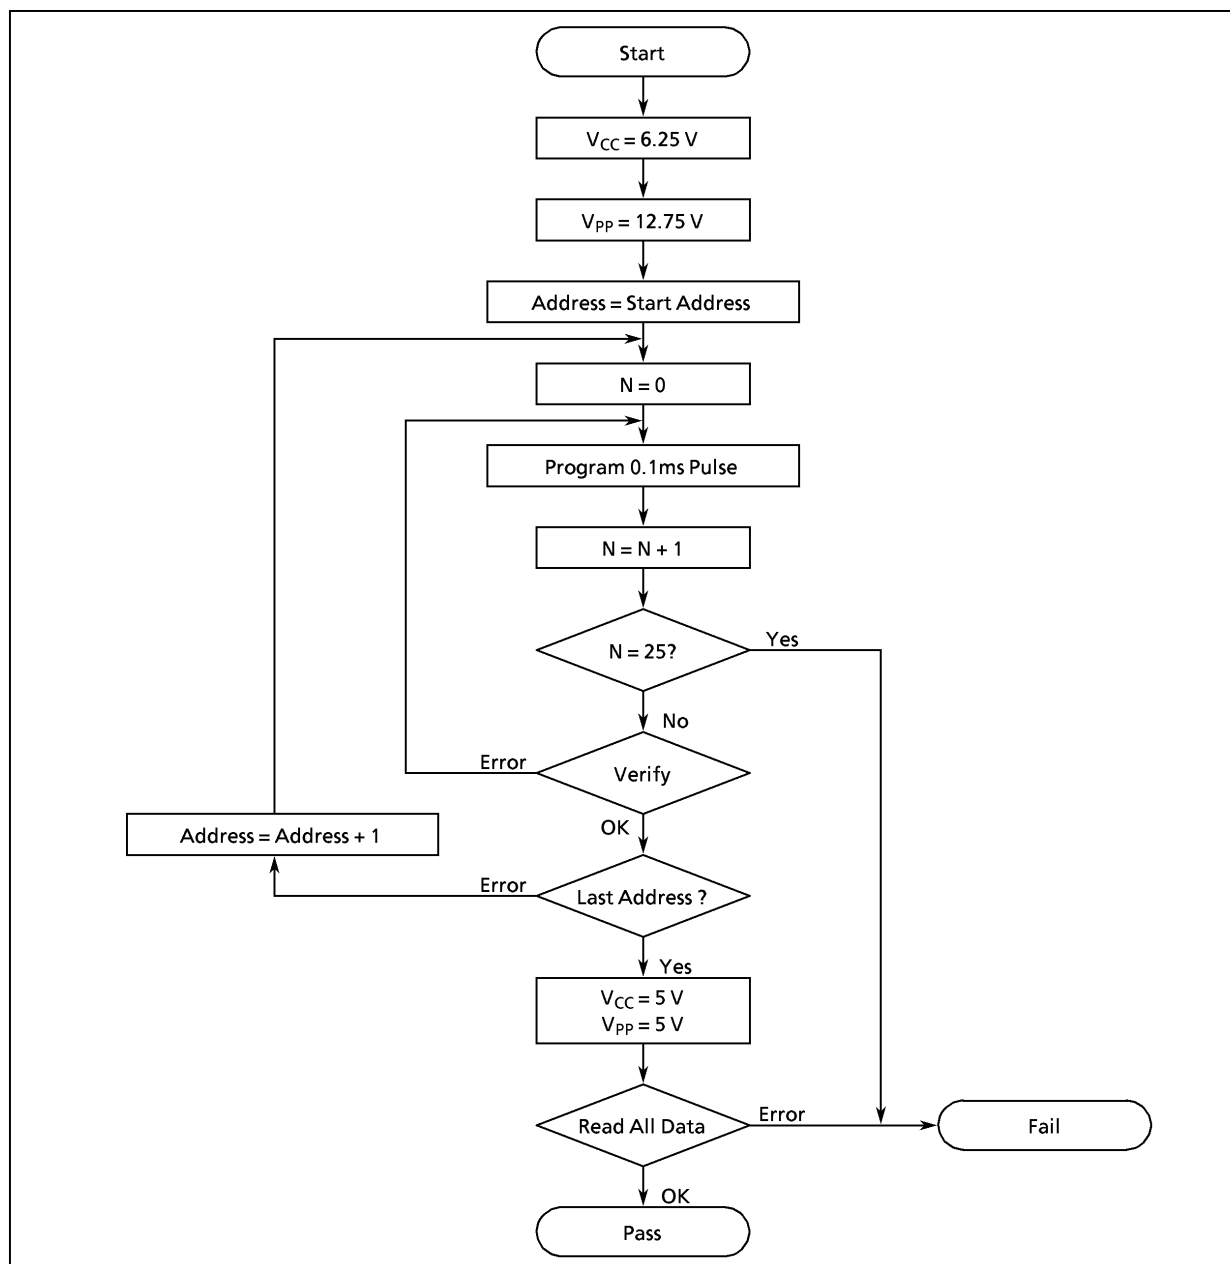 Start
VCC = 6.25 V
VPP = 12.75 V
Address = Start Address
N = 0
Program 0.1ms Pulse
N = N + 1
N = 25?
Yes
No
Verify
Error
OK
Address = Address + 1
Last Address ?
Error
Yes
VCC = 5 V
VPP = 5 V
Read All Data
Error
Fail
OK
Pass